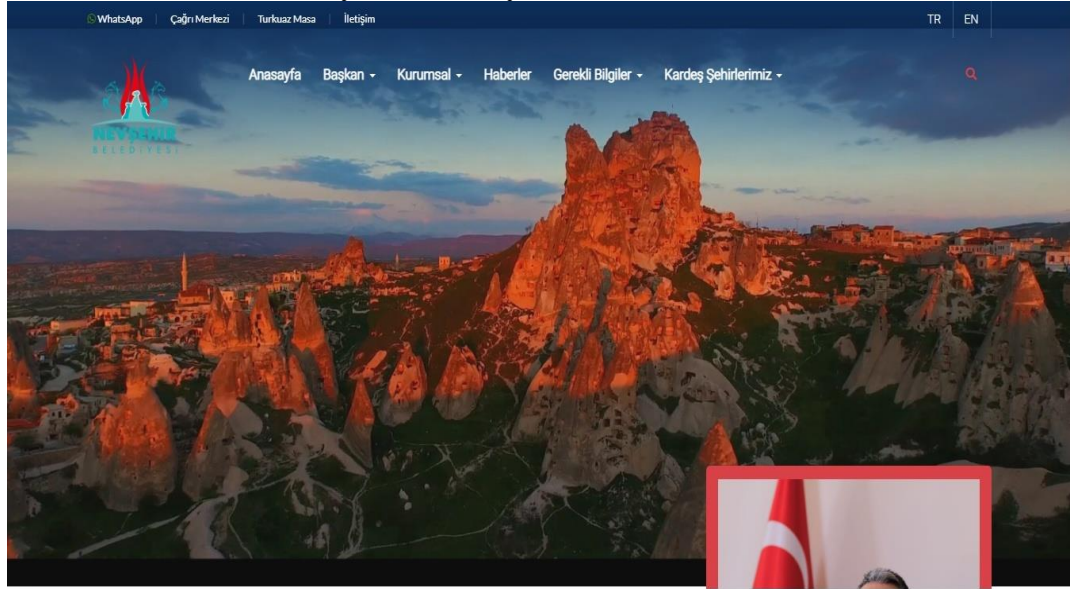 WhatsApp Çağrı Merkezi Turkuaz Masa İletişim TR EN
Anasayfa Başkan Kurumsal Haberler Gerekli Bilgiler Kardeş Şehirlerimiz
NEVŞEHİR
BELEDİYESİ